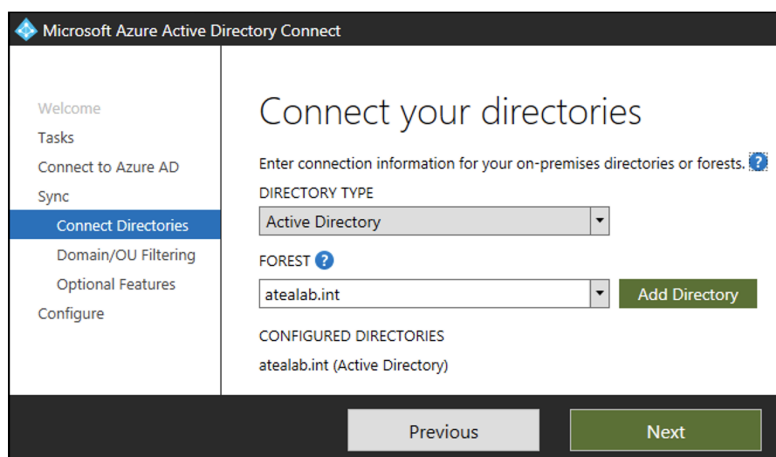 Microsoft Azure Active Directory Connect
Welcome
Tasks
Connect to Azure AD
Sync
Connect Directories
Domain/OU Filtering
Optional Features
Configure
Connect your directories
Enter connection information for your on-premises directories or forests. ?
DIRECTORY TYPE
Active Directory
FOREST ?
atealab.int
Add Directory
CONFIGURED DIRECTORIES
atealab.int (Active Directory)
Previous
Next